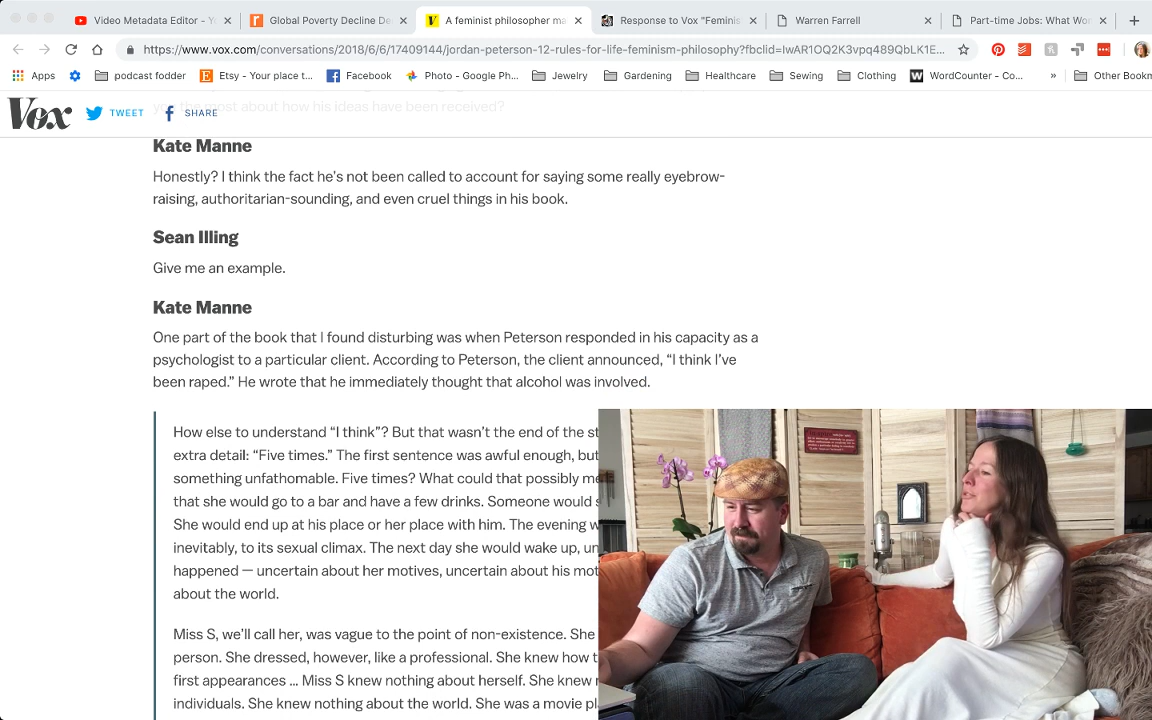 Video Metadata Editor - Y
Global Poverty Decline De
A feminist philosopher ma
Response to Vox "Feminis
Warren Farrell
Part-time Jobs: What Wo
https://www.vox.com/conversations/2018/6/6/17409144/jordan-peterson-12-rules-for-life-feminism-philosophy?fbclid=IwAR1OQ2K3vpq489QbLK1E...
Apps
podcast fodder
Etsy - Your place t...
Facebook
Photo - Google Ph...
Jewelry
Gardening
Healthcare
Sewing
Clothing
WordCounter - Co...
»
Other Bookm
you the most about how his ideas have been received?
Vox
TWEET
SHARE
Kate Manne
Honestly? I think the fact he's not been called to account for saying some really eyebrow-
raising, authoritarian-sounding, and even cruel things in his book.
Sean Illing
Give me an example.
Kate Manne
One part of the book that I found disturbing was when Peterson responded in his capacity as a
psychologist to a particular client. According to Peterson, the client announced, “I think I’ve
been raped.” He wrote that he immediately thought that alcohol was involved.
How else to understand “I think”? But that wasn’t the end of the st
extra detail: “Five times.” The first sentence was awful enough, but
something unfathomable. Five times? What could that possibly me
that she would go to a bar and have a few drinks. Someone would s
She would end up at his place or her place with him. The evening w
inevitably, to its sexual climax. The next day she would wake up, un
happened — uncertain about her motives, uncertain about his mot
about the world.
Miss S, we’ll call her, was vague to the point of non-existence. She
person. She dressed, however, like a professional. She knew how t
first appearances ... Miss S knew nothing about herself. She knew n
individuals. She knew nothing about the world. She was a movie pl